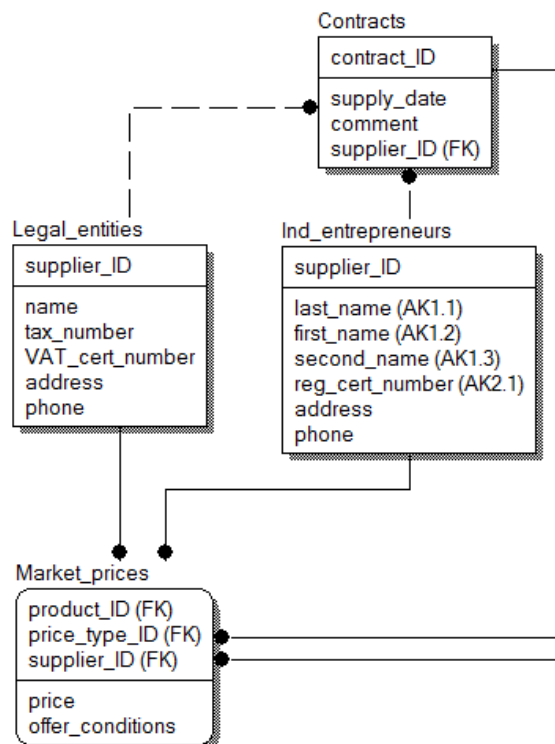 Contracts
contract_ID
supply_date
comment
supplier_ID (FK)
Legal_entities
supplier_ID
name
tax_number
VAT_cert_number
address
phone
Ind_entrepreneurs
supplier_ID
last_name (AK1.1)
first_name (AK1.2)
second_name (AK1.3)
reg_cert_number (AK2.1)
address
phone
Market_prices
product_ID (FK)
price_type_ID (FK)
supplier_ID (FK)
price
offer_conditions